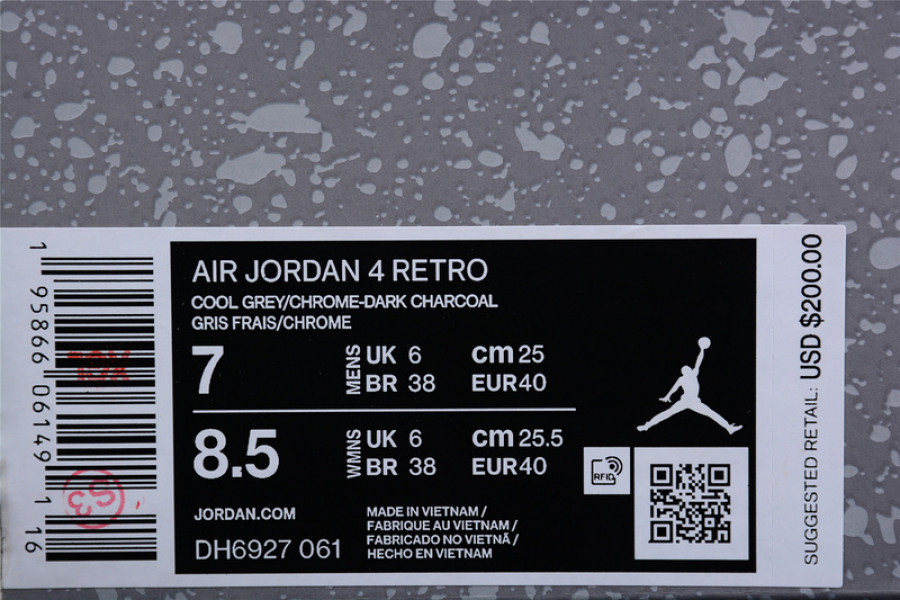 AIR JORDAN 4 RETRO
COOL GREY/CHROME-DARK CHARCOAL
GRIS FRAIS/CHROME
7
MENS
UK 6
cm 25
BR 38
EUR 40
8.5
WMNS
UK 6
cm 25.5
BR 38
EUR 40
JORDAN.COM
DH6927 061
MADE IN VIETNAM /
FABRIQUE AU VIETNAM /
FABRICADO NO VIETNÃ /
HECHO EN VIETNAM
RFID
SUGGESTED RETAIL: USD $200.00
1 95866 06149 1 16
S3